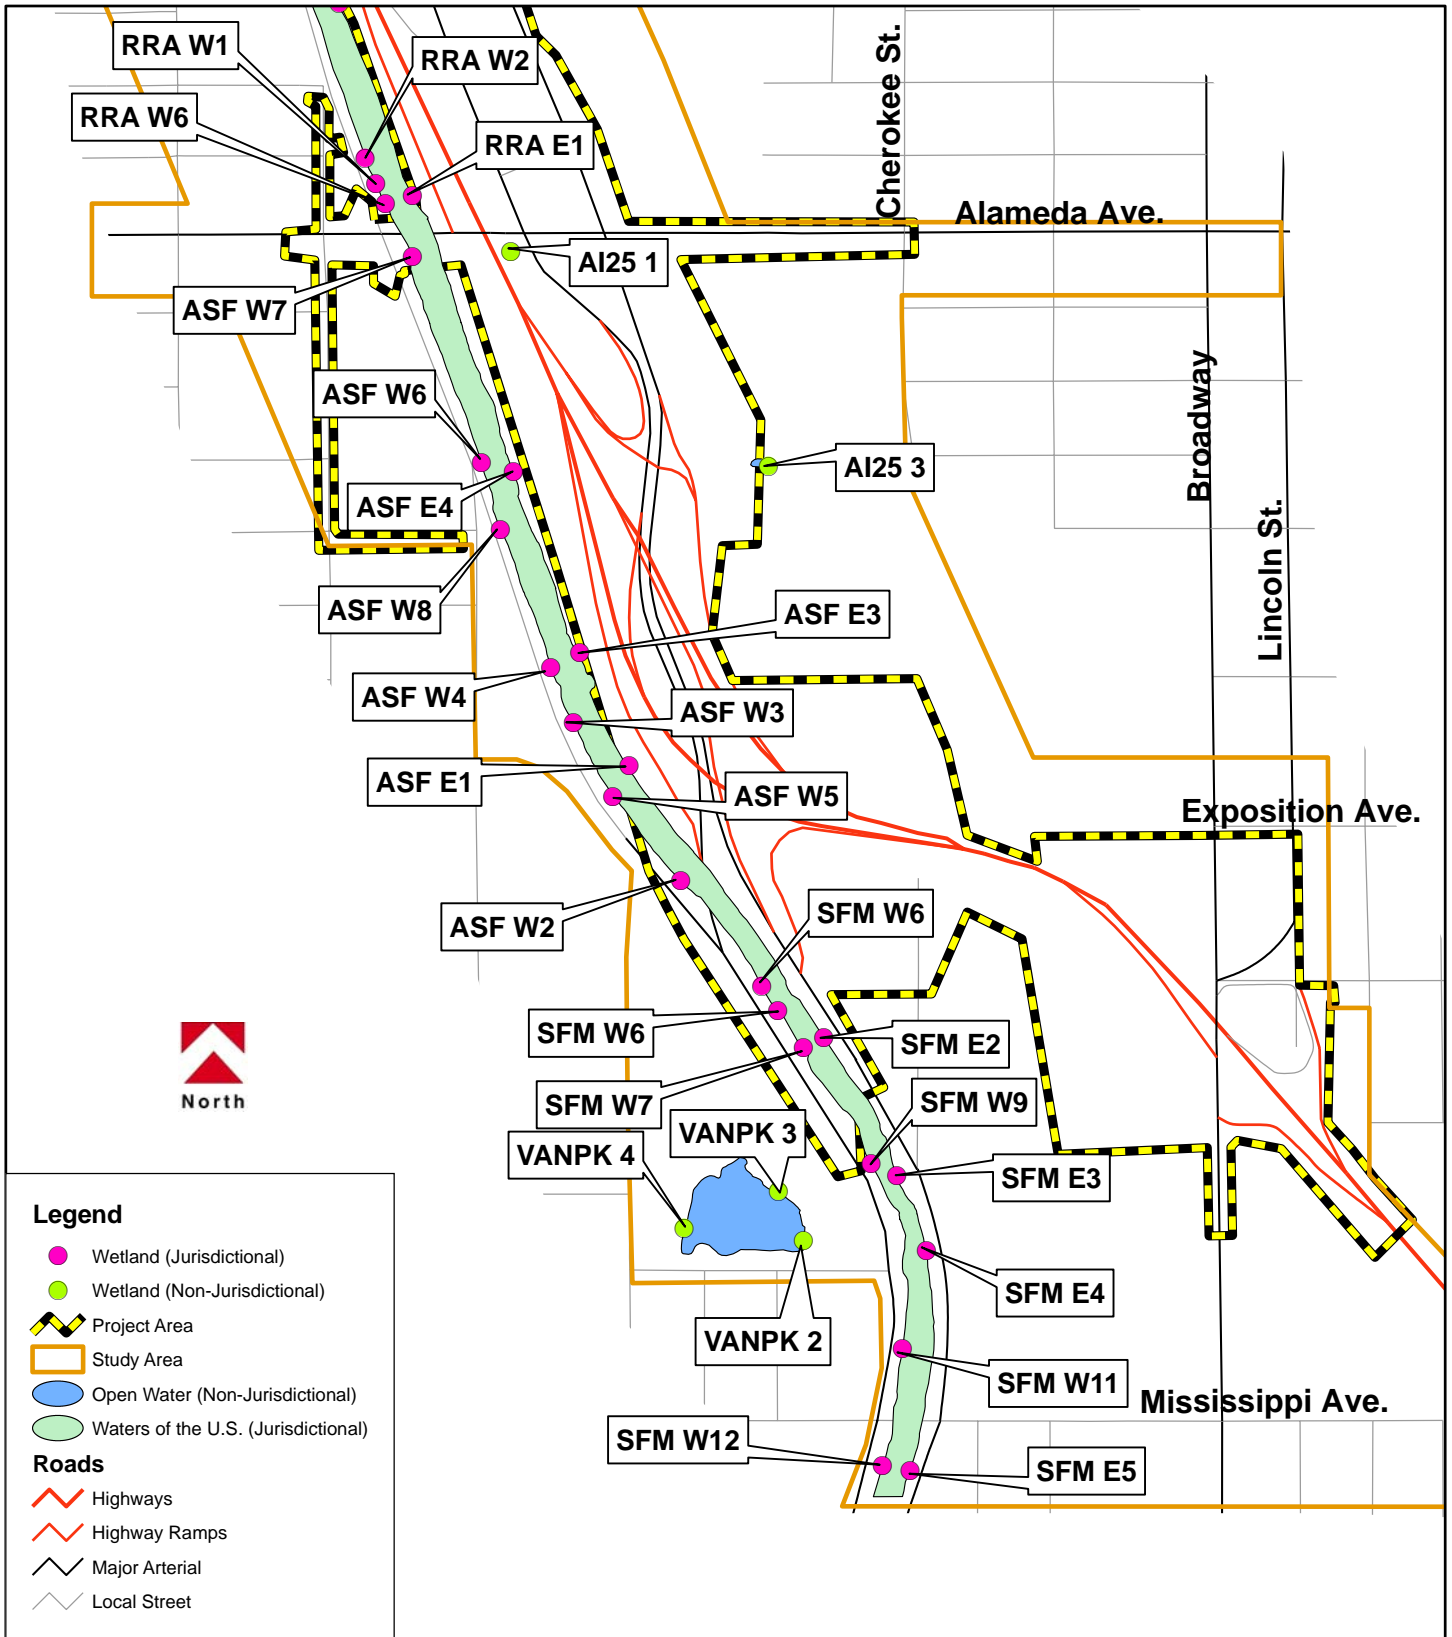 RRA W1
RRA W2
RRA W6
RRA E1
Cherokee St.
Alameda Ave.
AI25 1
ASF W7
ASF W6
Broadway
AI25 3
ASF E4
Lincoln St.
ASF W8
ASF E3
ASF W4
ASF W3
ASF E1
ASF W5
Exposition Ave.
ASF W2
SFM W6
SFM W6
SFM E2
SFM W7
SFM W9
VANPK 3
VANPK 4
SFM E3
SFM E4
VANPK 2
SFM W11
Mississippi Ave.
SFM W12
SFM E5
North
Legend
Wetland (Jurisdictional)
Wetland (Non-Jurisdictional)
Project Area
Study Area
Open Water (Non-Jurisdictional)
Waters of the U.S. (Jurisdictional)
Roads
Highways
Highway Ramps
Major Arterial
Local Street